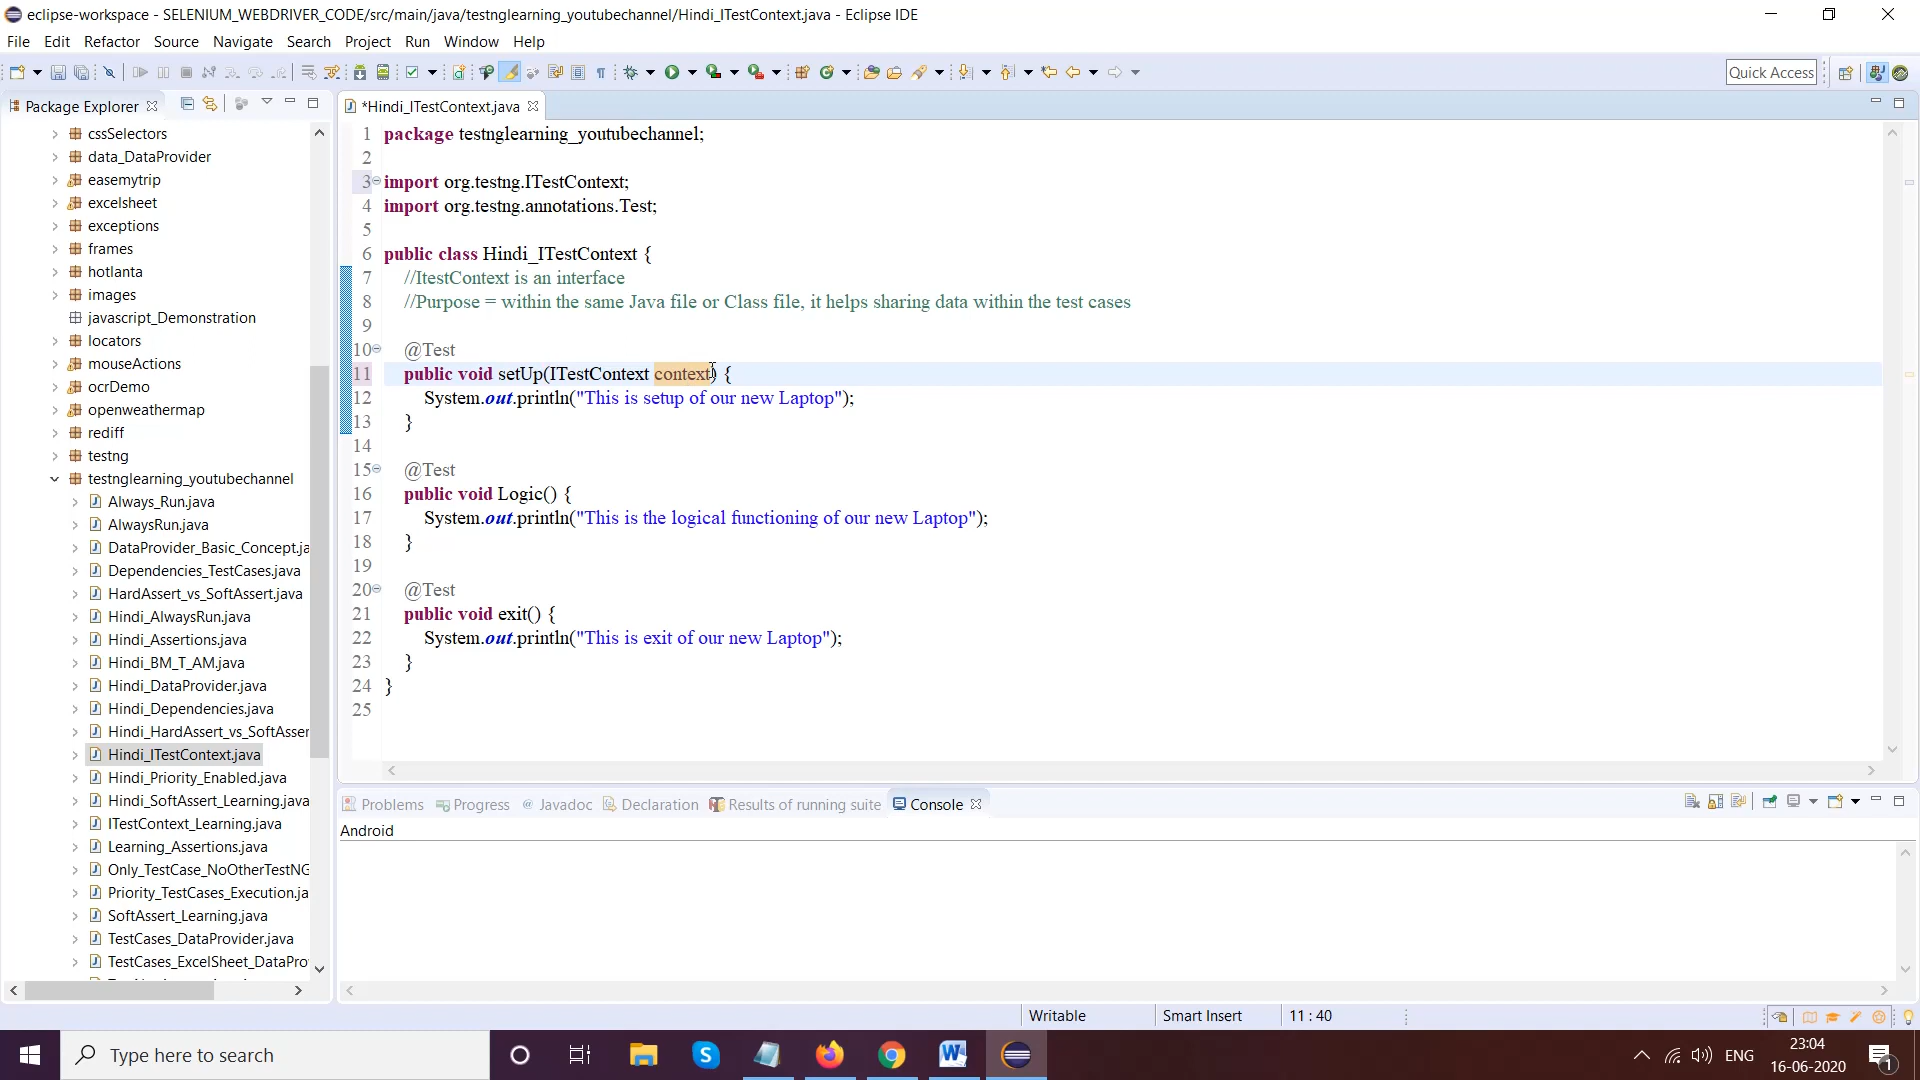 eclipse-workspace - SELENIUM_WEBDRIVER_CODE/src/main/java/testnglearning_youtubechannel/Hindi_ITestContext.java - Eclipse IDE
File Edit Refactor Source Navigate Search Project Run Window Help
Quick Access
Package Explorer
*Hindi_ITestContext.java
cssSelectors
data_DataProvider
easemytrip
excelsheet
exceptions
frames
hotlanta
images
javascript_Demonstration
locators
mouseActions
ocrDemo
openweathermap
rediff
testng
testnglearning_youtubechannel
Always_Run.java
AlwaysRun.java
DataProvider_Basic_Concept.ja
Dependencies_TestCases.java
HardAssert_vs_SoftAssert.java
Hindi_AlwaysRun.java
Hindi_Assertions.java
Hindi_BM_T_AM.java
Hindi_DataProvider.java
Hindi_Dependencies.java
Hindi_HardAssert_vs_SoftAsser
Hindi_ITestContext.java
Hindi_Priority_Enabled.java
Hindi_SoftAssert_Learning.java
ITestContext_Learning.java
Learning_Assertions.java
Only_TestCase_NoOtherTestNG
Priority_TestCases_Execution.ja
SoftAssert_Learning.java
TestCases_DataProvider.java
TestCases_ExcelSheet_DataPro
1 package testnglearning_youtubechannel;
2
3 import org.testng.ITestContext;
4 import org.testng.annotations.Test;
5
6 public class Hindi_ITestContext {
7 //ItestContext is an interface
8 //Purpose = within the same Java file or Class file, it helps sharing data within the test cases
9
10 @Test
11 public void setUp(ITestContext context) {
12 System.out.println("This is setup of our new Laptop");
13 }
14
15 @Test
16 public void Logic() {
17 System.out.println("This is the logical functioning of our new Laptop");
18 }
19
20 @Test
21 public void exit() {
22 System.out.println("This is exit of our new Laptop");
23 }
24 }
25
Problems Progress Javadoc Declaration Results of running suite Console
Android
Writable Smart Insert 11 : 40
Type here to search
ENG
23:04
16-06-2020
1